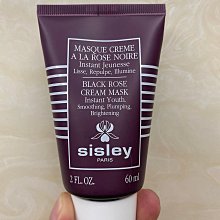 MASQUE CREME
A LA ROSE NOIRE
Instant Jeunesse
Lisse, Repulpe, Illumine
BLACK ROSE
CREAM MASK
Instant Youth,
Smoothing, Plumping,
Brightening
sisley
PARIS
2 FL. OZ. 60 ml